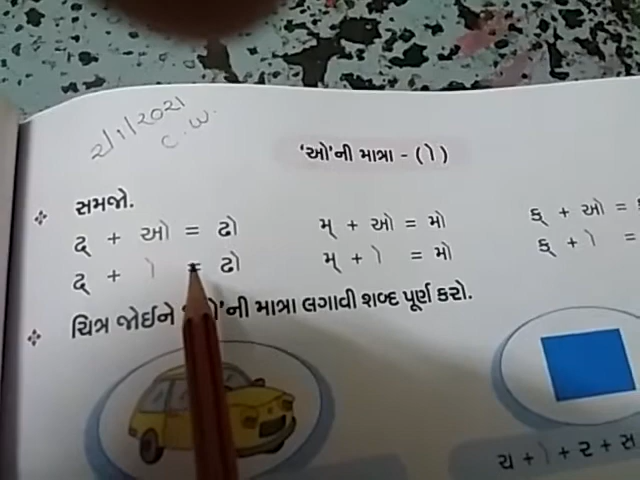 2/1/2021
C.W.
'ઓ'ની માત્રા - (ો)
❖ સમજો.
ઢ્ + ઓ = ઢો મ્ + ઓ = મો ફ્ + ઓ =
ઢ્ + ો = ઢો મ્ + ો = મો ફ્ + ો =
❖ ચિત્ર જોઈને 'ઓ'ની માત્રા લગાવી શબ્દ પૂર્ણ કરો.
ચ + ો + ર + સ